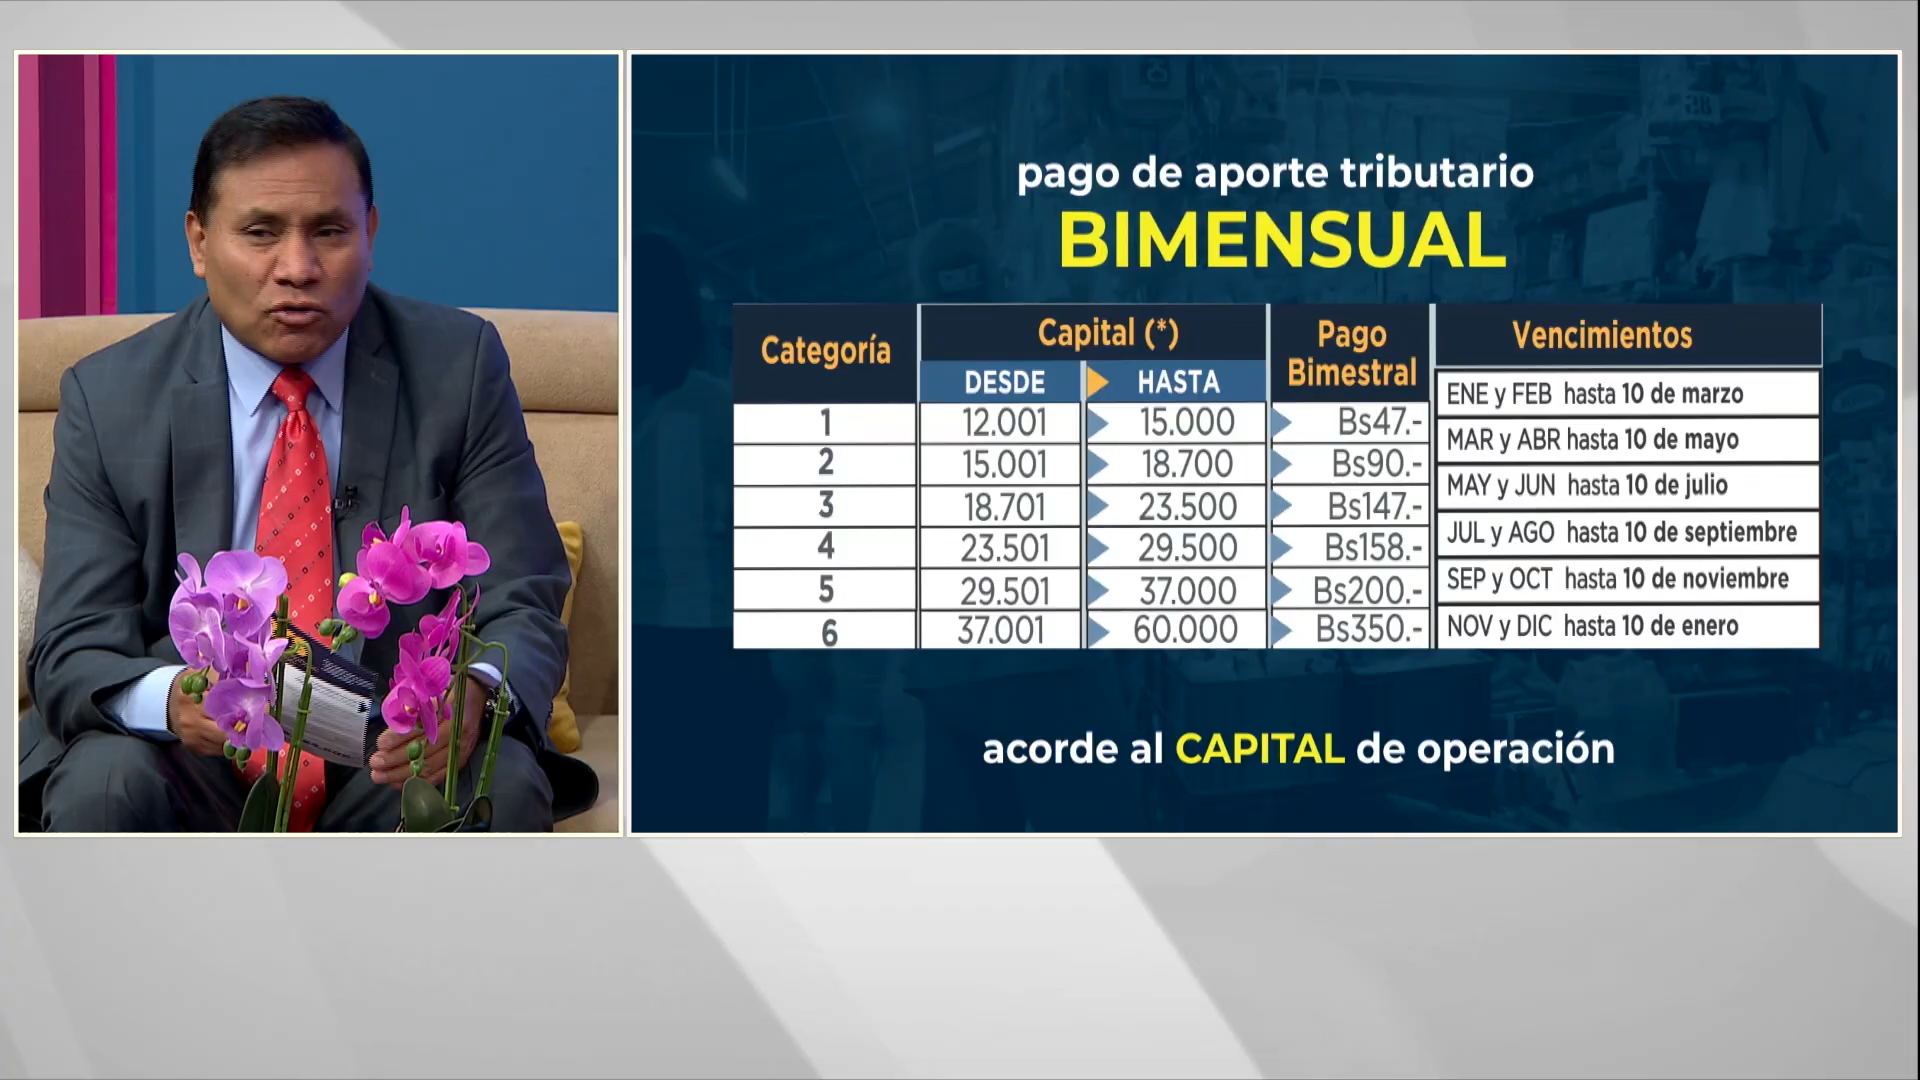 pago de aporte tributario
BIMENSUAL
Categoría Capital (*) Pago Bimestral Vencimientos
DESDE HASTA
1 12.001 15.000 Bs47.- ENE y FEB hasta 10 de marzo
2 15.001 18.700 Bs90.- MAR y ABR hasta 10 de mayo
3 18.701 23.500 Bs147.- MAY y JUN hasta 10 de julio
4 23.501 29.500 Bs158.- JUL y AGO hasta 10 de septiembre
5 29.501 37.000 Bs200.- SEP y OCT hasta 10 de noviembre
6 37.001 60.000 Bs350.- NOV y DIC hasta 10 de enero
acorde al CAPITAL de operación